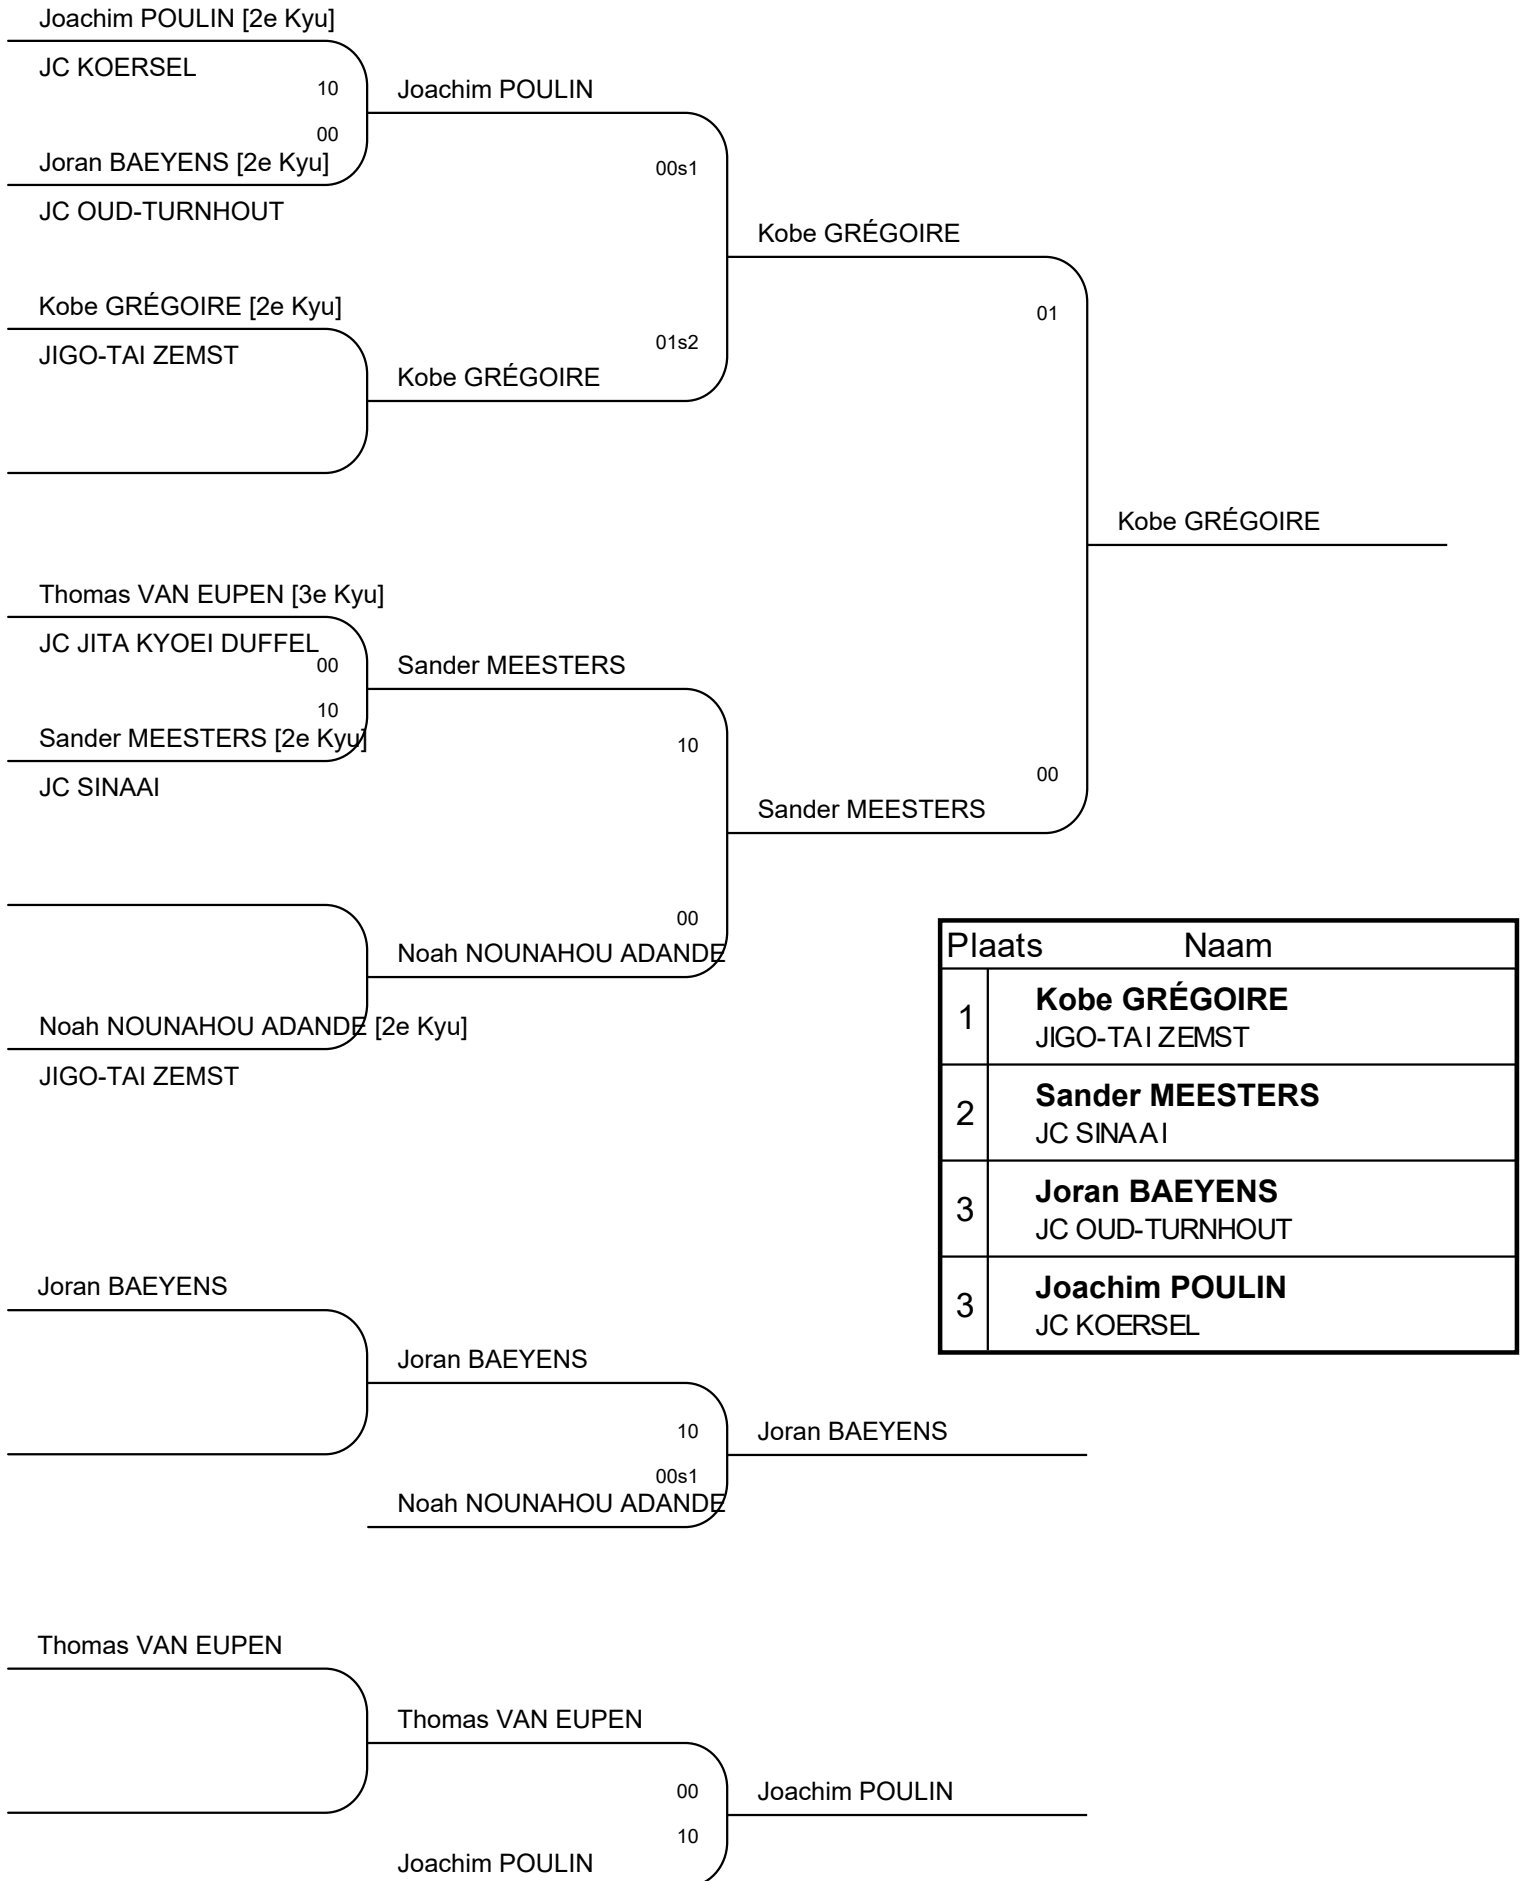 Joachim POULIN [2e Kyu]
JC KOERSEL
10
Joachim POULIN
00
Joran BAEYENS [2e Kyu]
00s1
JC OUD-TURNHOUT
Kobe GRÉGOIRE
Kobe GRÉGOIRE [2e Kyu]
01
JIGO-TAI ZEMST
01s2
Kobe GRÉGOIRE
Kobe GRÉGOIRE
Thomas VAN EUPEN [3e Kyu]
JC JITA KYOEI DUFFEL
00
Sander MEESTERS
10
Sander MEESTERS [2e Kyu]
10
JC SINAAI
00
Sander MEESTERS
00
Noah NOUNAHOU ADANDE
Noah NOUNAHOU ADANDE [2e Kyu]
JIGO-TAI ZEMST
Plaats Naam
1 Kobe GRÉGOIRE
JIGO-TAI ZEMST
2 Sander MEESTERS
JC SINAAI
3 Joran BAEYENS
JC OUD-TURNHOUT
3 Joachim POULIN
JC KOERSEL
Joran BAEYENS
Joran BAEYENS
10
Joran BAEYENS
00s1
Noah NOUNAHOU ADANDE
Thomas VAN EUPEN
Thomas VAN EUPEN
00
Joachim POULIN
10
Joachim POULIN